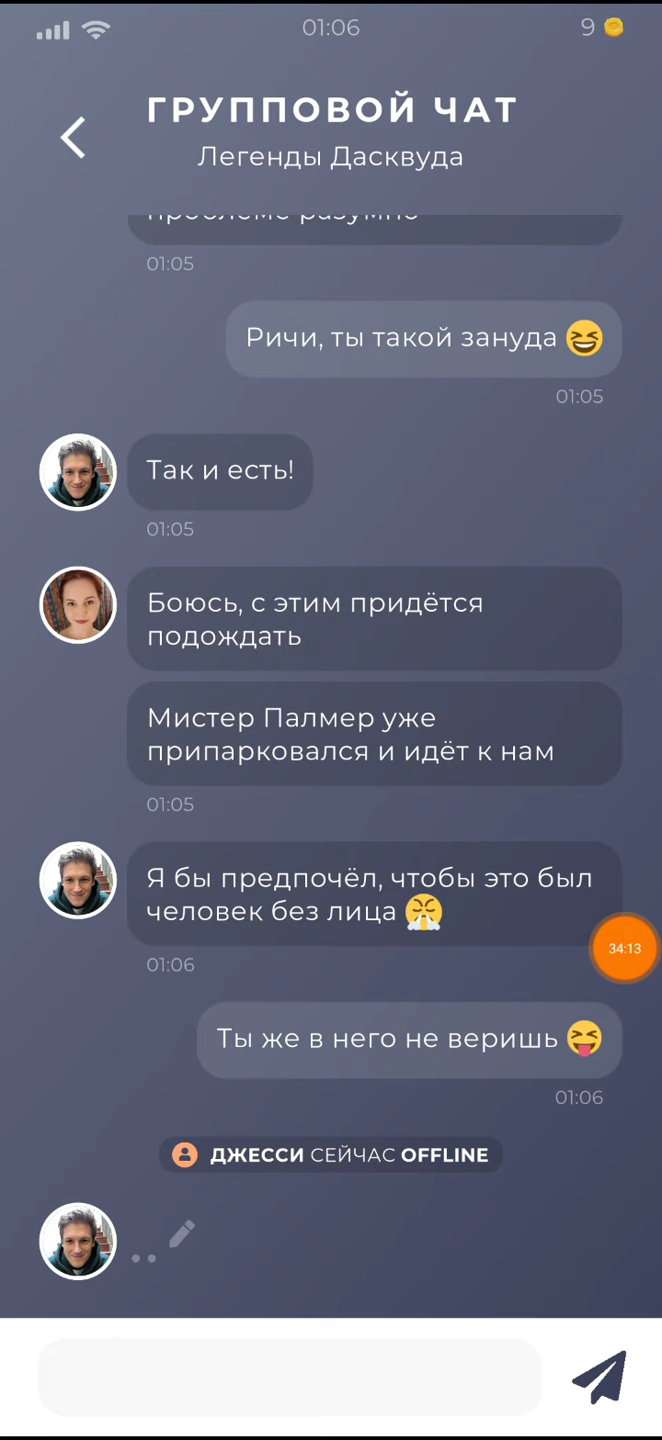 01:06
9
ГРУППОВОЙ ЧАТ
Легенды Дасквуда
проблеме разумно
01:05
Ричи, ты такой зануда 😆
01:05
Так и есть!
01:05
Боюсь, с этим придётся
подождать
Мистер Палмер уже
припарковался и идёт к нам
01:05
Я бы предпочёл, чтобы это был
человек без лица 😤
01:06
34:13
Ты же в него не веришь 😝
01:06
ДЖЕССИ СЕЙЧАС OFFLINE